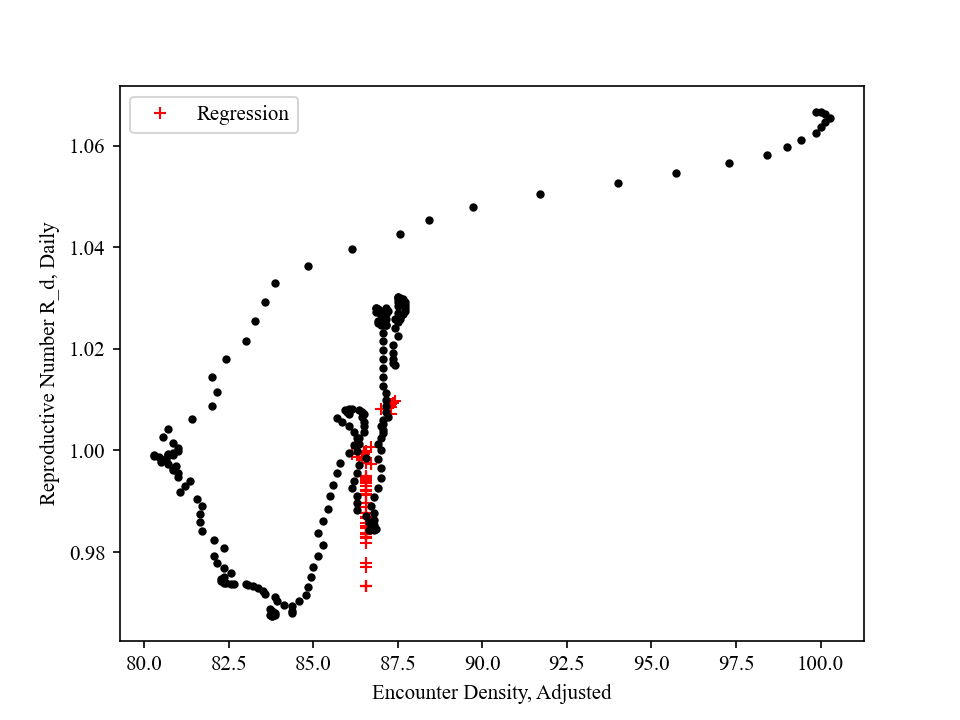 Regression
1.06
1.04
1.02
1.00
0.98
Reproductive Number R_d, Daily
80.0 82.5 85.0 87.5 90.0 92.5 95.0 97.5 100.0
Encounter Density, Adjusted